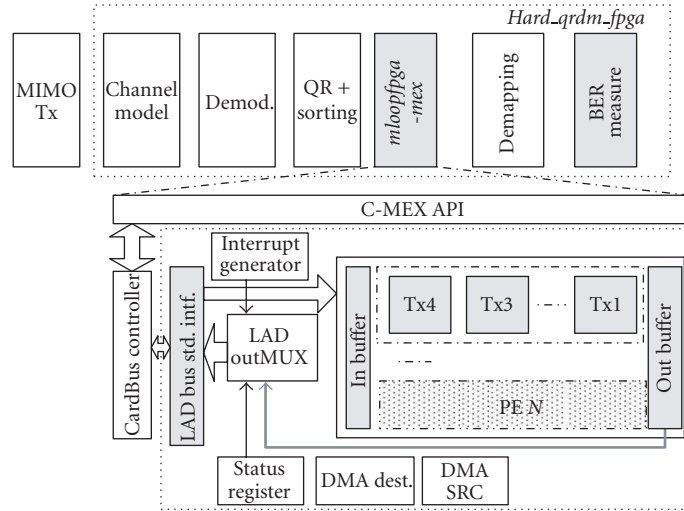 Hard_qrdm_fpga
MIMO
Tx
Channel
model
Demod.
QR +
sorting
mloopfpga
-mex
Demapping
BER
measure
C-MEX API
Interrupt
generator
CardBus controller
LAD bus std. intf.
LAD
outMUX
In buffer
Tx4
Tx3
Tx1
Out buffer
PE N
Status
register
DMA dest.
DMA
SRC